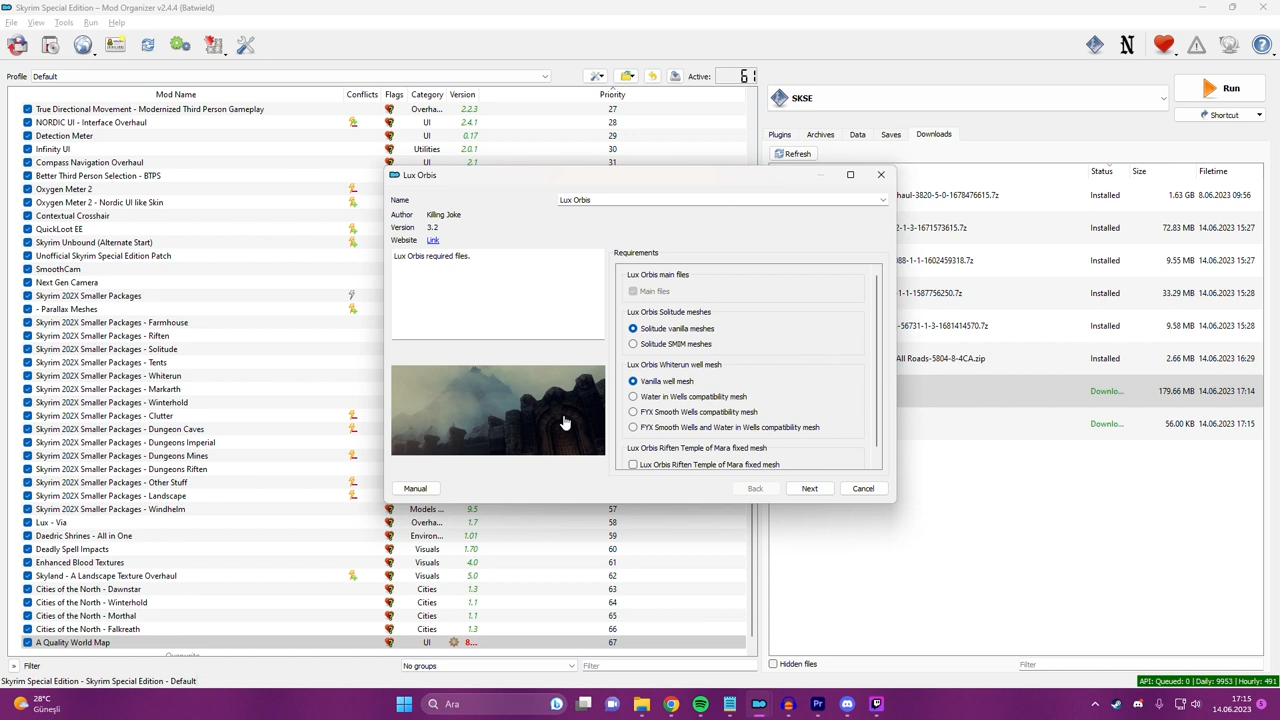 Skyrim Special Edition – Mod Organizer v2.4.4 (Batwield)
File View Tools Run Help
Profile Default Active: 61
Mod Name Conflicts Flags Category Version Priority
True Directional Movement - Modernized Third Person Gameplay Overha... 2.2.3 27
NORDIC UI - Interface Overhaul UI 2.4.1 28
Detection Meter UI 0.17 29
Infinity UI Utilities 2.0.1 30
Compass Navigation Overhaul UI 2.1 31
Better Third Person Selection - BTPS
Oxygen Meter 2
Oxygen Meter 2 - Nordic UI like Skin
Contextual Crosshair
QuickLoot EE
Skyrim Unbound (Alternate Start)
Unofficial Skyrim Special Edition Patch
SmoothCam
Next Gen Camera
Skyrim 202X Smaller Packages
- Parallax Meshes
Skyrim 202X Smaller Packages - Farmhouse
Skyrim 202X Smaller Packages - Riften
Skyrim 202X Smaller Packages - Solitude
Skyrim 202X Smaller Packages - Tents
Skyrim 202X Smaller Packages - Whiterun
Skyrim 202X Smaller Packages - Markarth
Skyrim 202X Smaller Packages - Winterhold
Skyrim 202X Smaller Packages - Clutter
Skyrim 202X Smaller Packages - Dungeon Caves
Skyrim 202X Smaller Packages - Dungeons Imperial
Skyrim 202X Smaller Packages - Dungeons Mines
Skyrim 202X Smaller Packages - Dungeons Riften
Skyrim 202X Smaller Packages - Other Stuff
Skyrim 202X Smaller Packages - Landscape
Skyrim 202X Smaller Packages - Windhelm Models ... 9.5 57
Lux - Via Overha... 1.7 58
Daedric Shrines - All in One Environ... 1.01 59
Deadly Spell Impacts Visuals 1.70 60
Enhanced Blood Textures Visuals 4.0 61
Skyland - A Landscape Texture Overhaul Visuals 5.0 62
Cities of the North - Dawnstar Cities 1.3 63
Cities of the North - Winterhold Cities 1.1 64
Cities of the North - Morthal Cities 1.1 65
Cities of the North - Falkreath Cities 1.3 66
A Quality World Map UI 8... 67
> Filter No groups Filter
Skyrim Special Edition - Skyrim Special Edition - Default
Lux Orbis
Name Lux Orbis
Author Killing Joke
Version 3.2
Website Link
Lux Orbis required files.
Requirements
Lux Orbis main files
Main files
Lux Orbis Solitude meshes
Solitude vanilla meshes
Solitude SMIM meshes
Lux Orbis Whiterun well mesh
Vanilla well mesh
Water in Wells compatibility mesh
FYX Smooth Wells compatibility mesh
FYX Smooth Wells and Water in Wells compatibility mesh
Lux Orbis Riften Temple of Mara fixed mesh
Lux Orbis Riften Temple of Mara fixed mesh
Manual Back Next Cancel
SKSE
Run
Shortcut
Plugins Archives Data Saves Downloads
Refresh
Status Size Filetime
haul-3820-5-0-1678476615.7z Installed 1.63 GB 8.06.2023 09:56
2-1-3-1671573615.7z Installed 72.83 MB 14.06.2023 15:27
088-1-1-1602459318.7z Installed 9.55 MB 14.06.2023 15:27
-1-1-1587756250.7z Installed 33.29 MB 14.06.2023 15:28
-56731-1-3-1681414570.7z Installed 9.58 MB 14.06.2023 15:28
All Roads-5804-8-4CA.zip Installed 2.66 MB 14.06.2023 16:29
Downlo... 179.66 MB 14.06.2023 17:14
Downlo... 56.00 KB 14.06.2023 17:15
Hidden files Filter
API: Queued: 0 | Daily: 9953 | Hourly: 491
28°C
Güneşli
Ara
17:15
14.06.2023